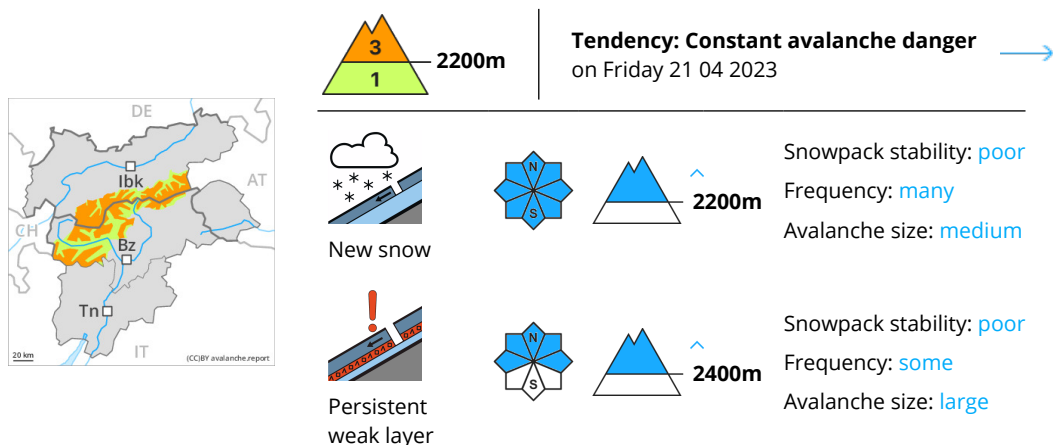 3
1
2200m
Tendency: Constant avalanche danger
on Friday 21 04 2023
DE
AT
CH
IT
Ibk
Bz
Tn
20 km
(CC)BY avalanche.report
New snow
N
S
2200m
Snowpack stability: poor
Frequency: many
Avalanche size: medium
Persistent
weak layer
N
S
2400m
Snowpack stability: poor
Frequency: some
Avalanche size: large